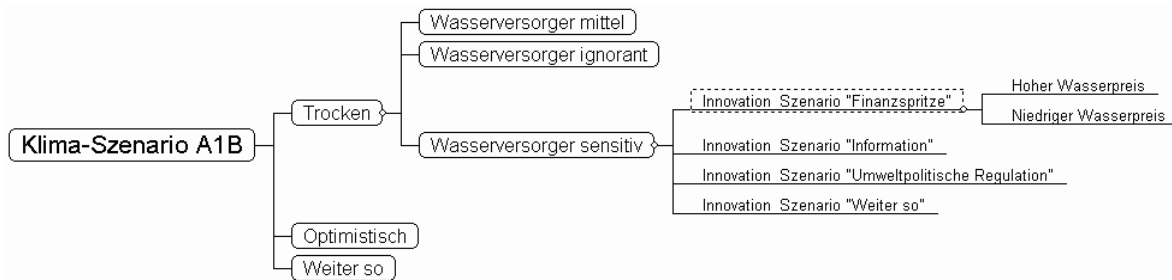 Klima-Szenario A1B
Trocken
Wasserversorger mittel
Wasserversorger ignorant
Wasserversorger sensitiv
Innovation Szenario "Finanzspritze"
Hoher Wasserpreis
Niedriger Wasserpreis
Innovation Szenario "Information"
Innovation Szenario "Umweltpolitische Regulation"
Innovation Szenario "Weiter so"
Optimistisch
Weiter so